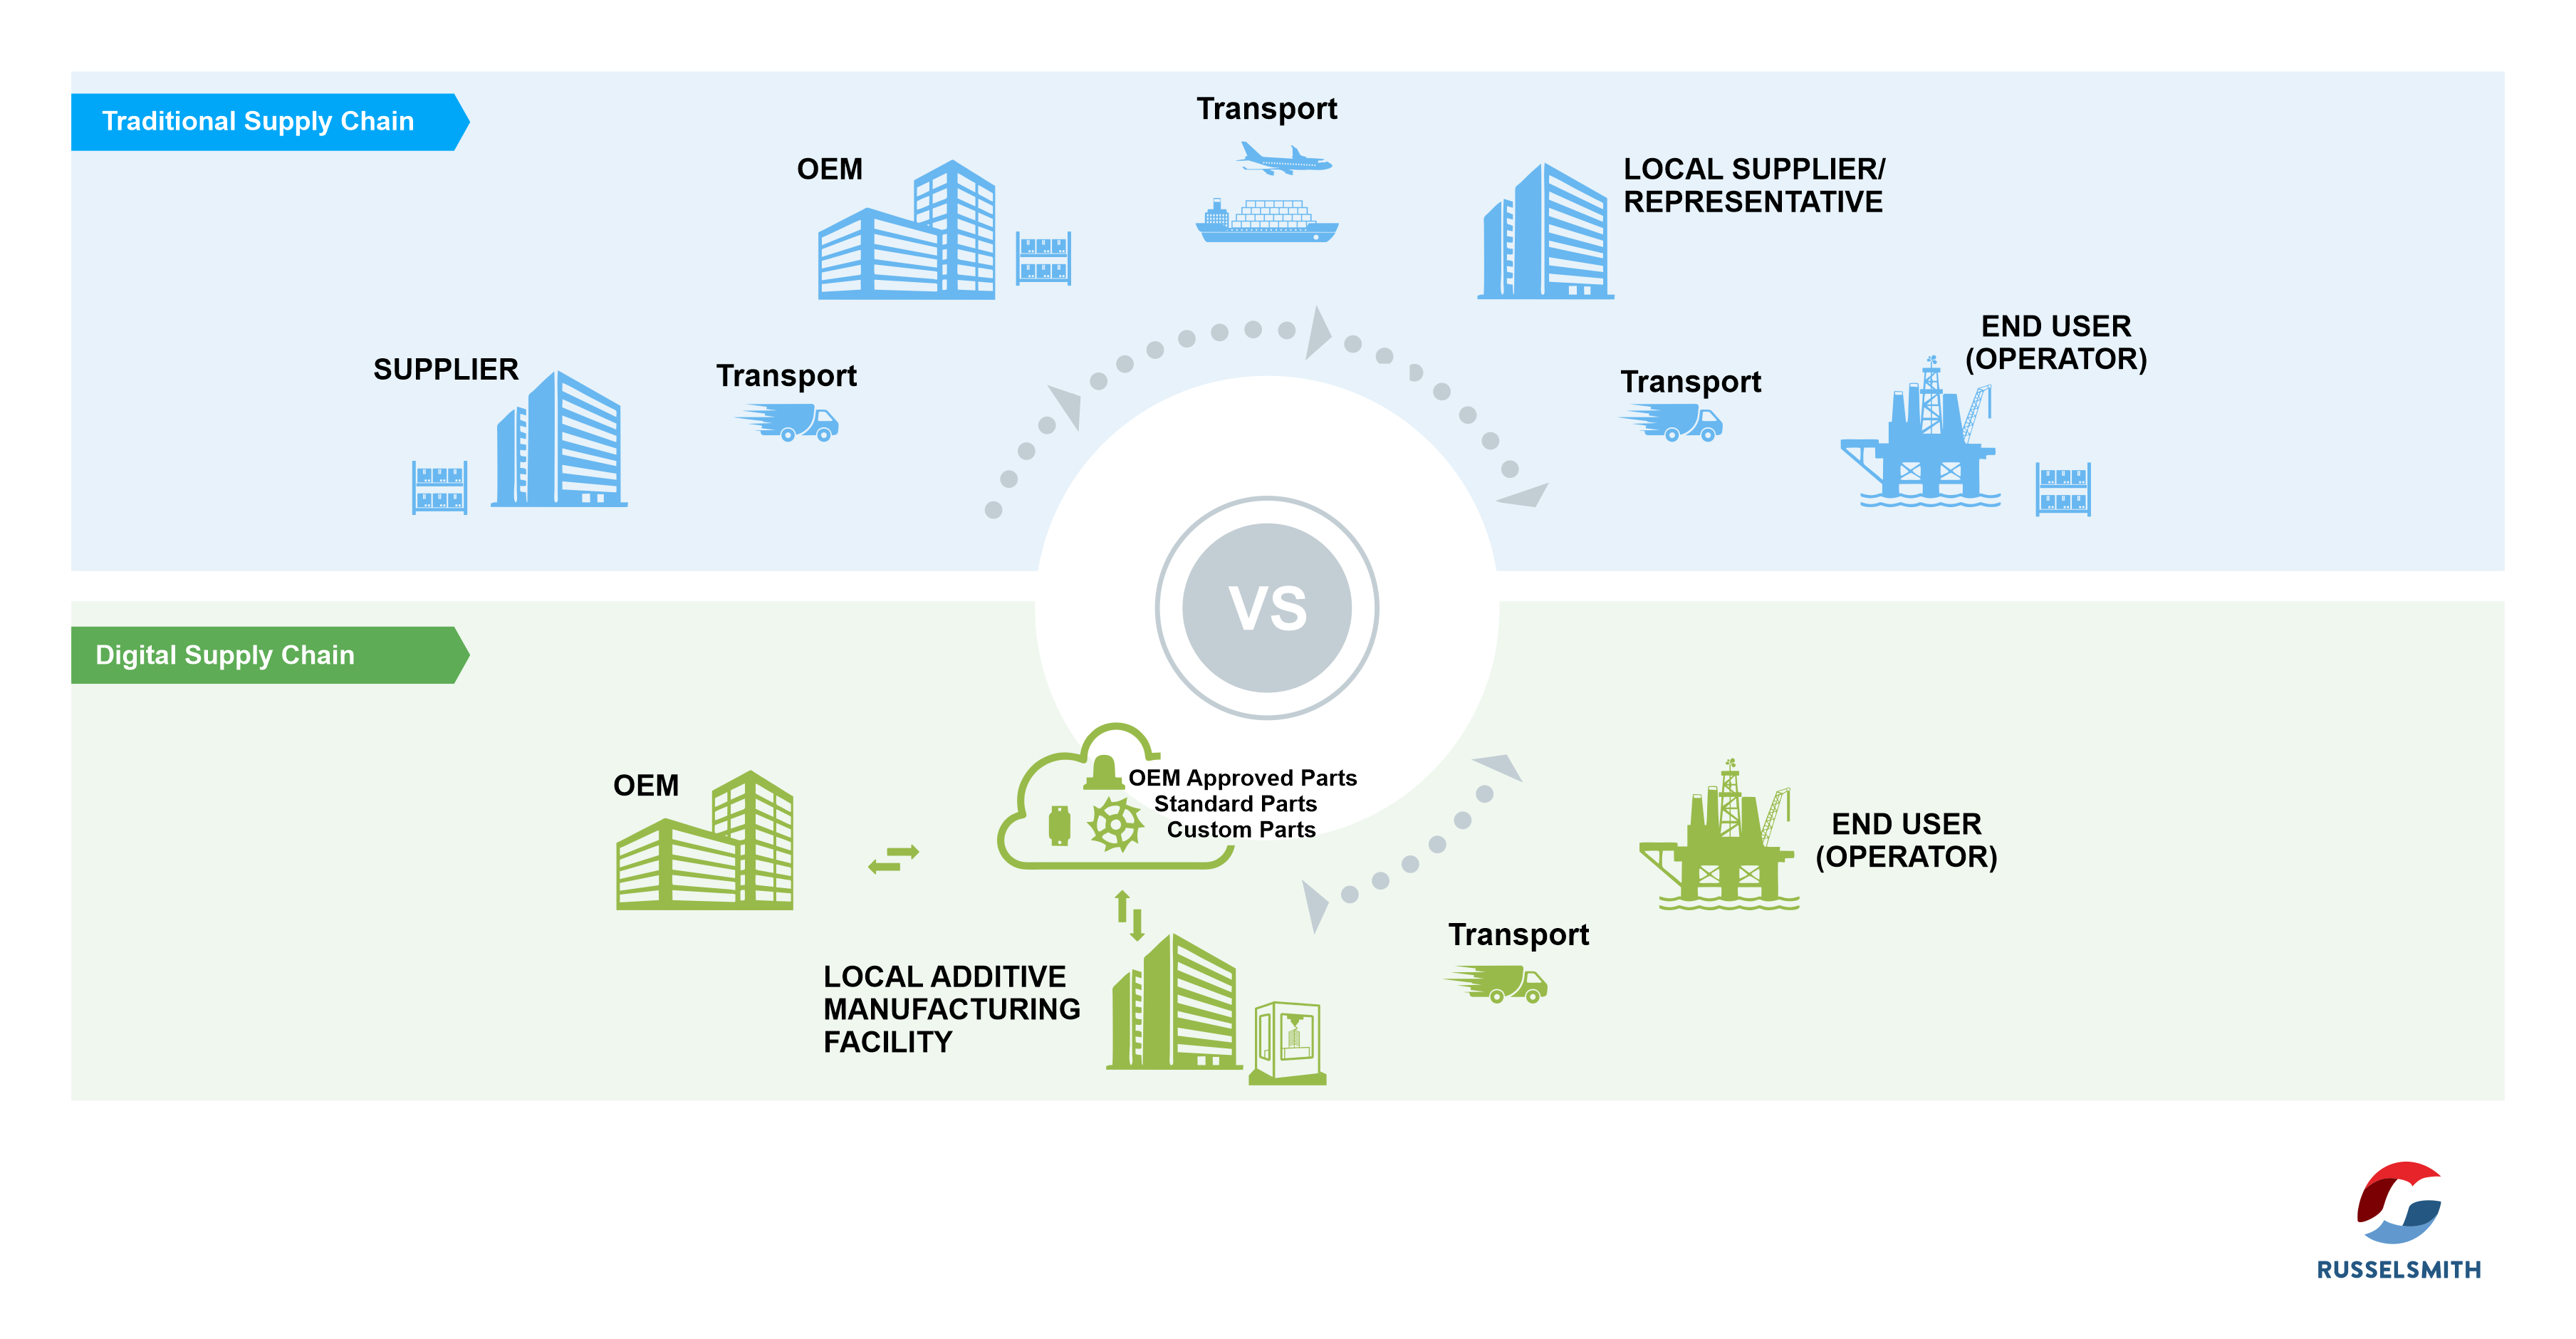 Traditional Supply Chain
Transport
OEM
LOCAL SUPPLIER/
REPRESENTATIVE
SUPPLIER
Transport
Transport
END USER
(OPERATOR)
VS
Digital Supply Chain
OEM
OEM Approved Parts
Standard Parts
Custom Parts
END USER
(OPERATOR)
Transport
LOCAL ADDITIVE
MANUFACTURING
FACILITY
RUSSELSMITH